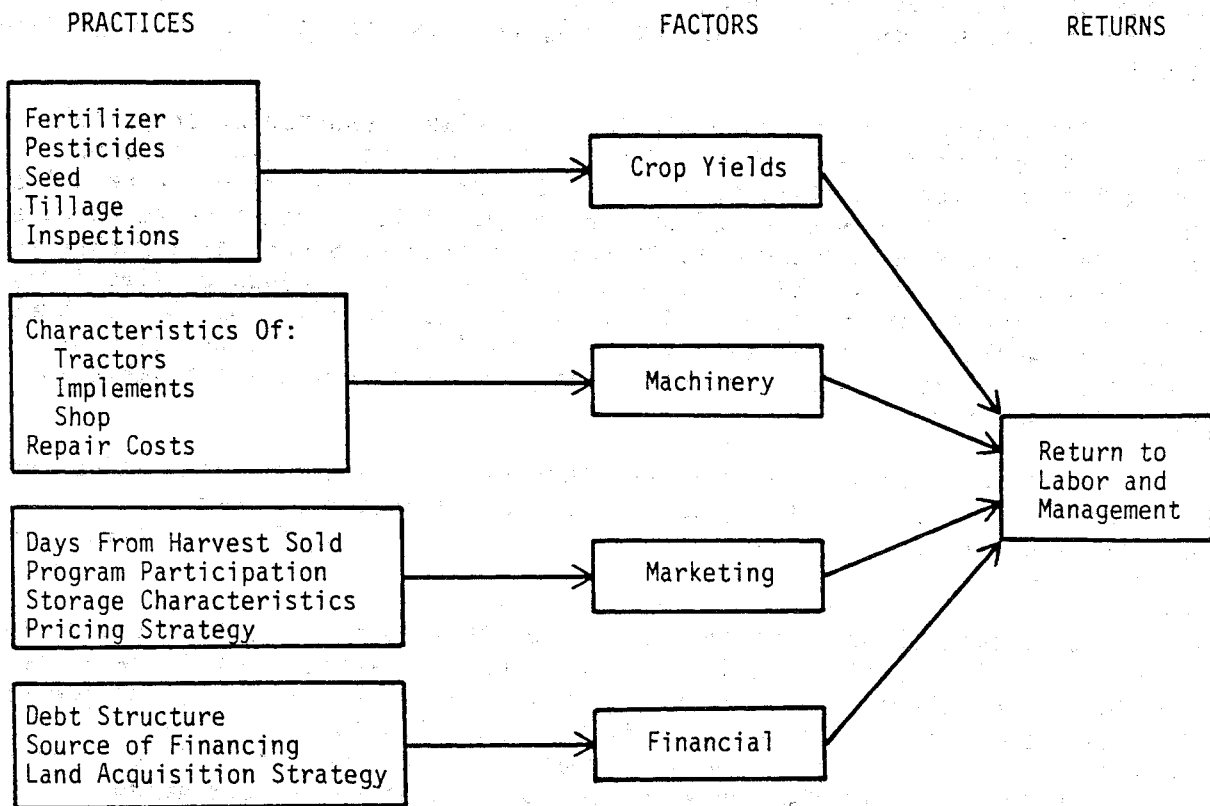 PRACTICES
FACTORS
RETURNS
Fertilizer
Pesticides
Seed
Tillage
Inspections
Crop Yields
Characteristics Of:
Tractors
Implements
Shop
Repair Costs
Machinery
Return to
Labor and
Management
Days From Harvest Sold
Program Participation
Storage Characteristics
Pricing Strategy
Marketing
Debt Structure
Source of Financing
Land Acquisition Strategy
Financial